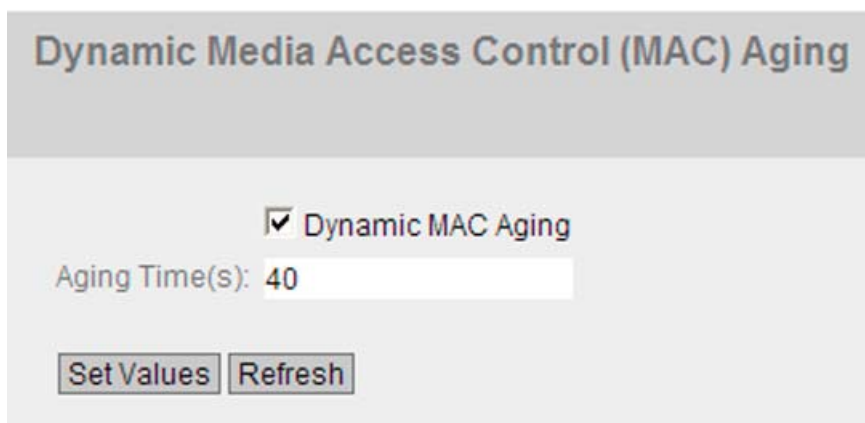 Dynamic Media Access Control (MAC) Aging
Dynamic MAC Aging
Aging Time(s): 40
Set Values Refresh